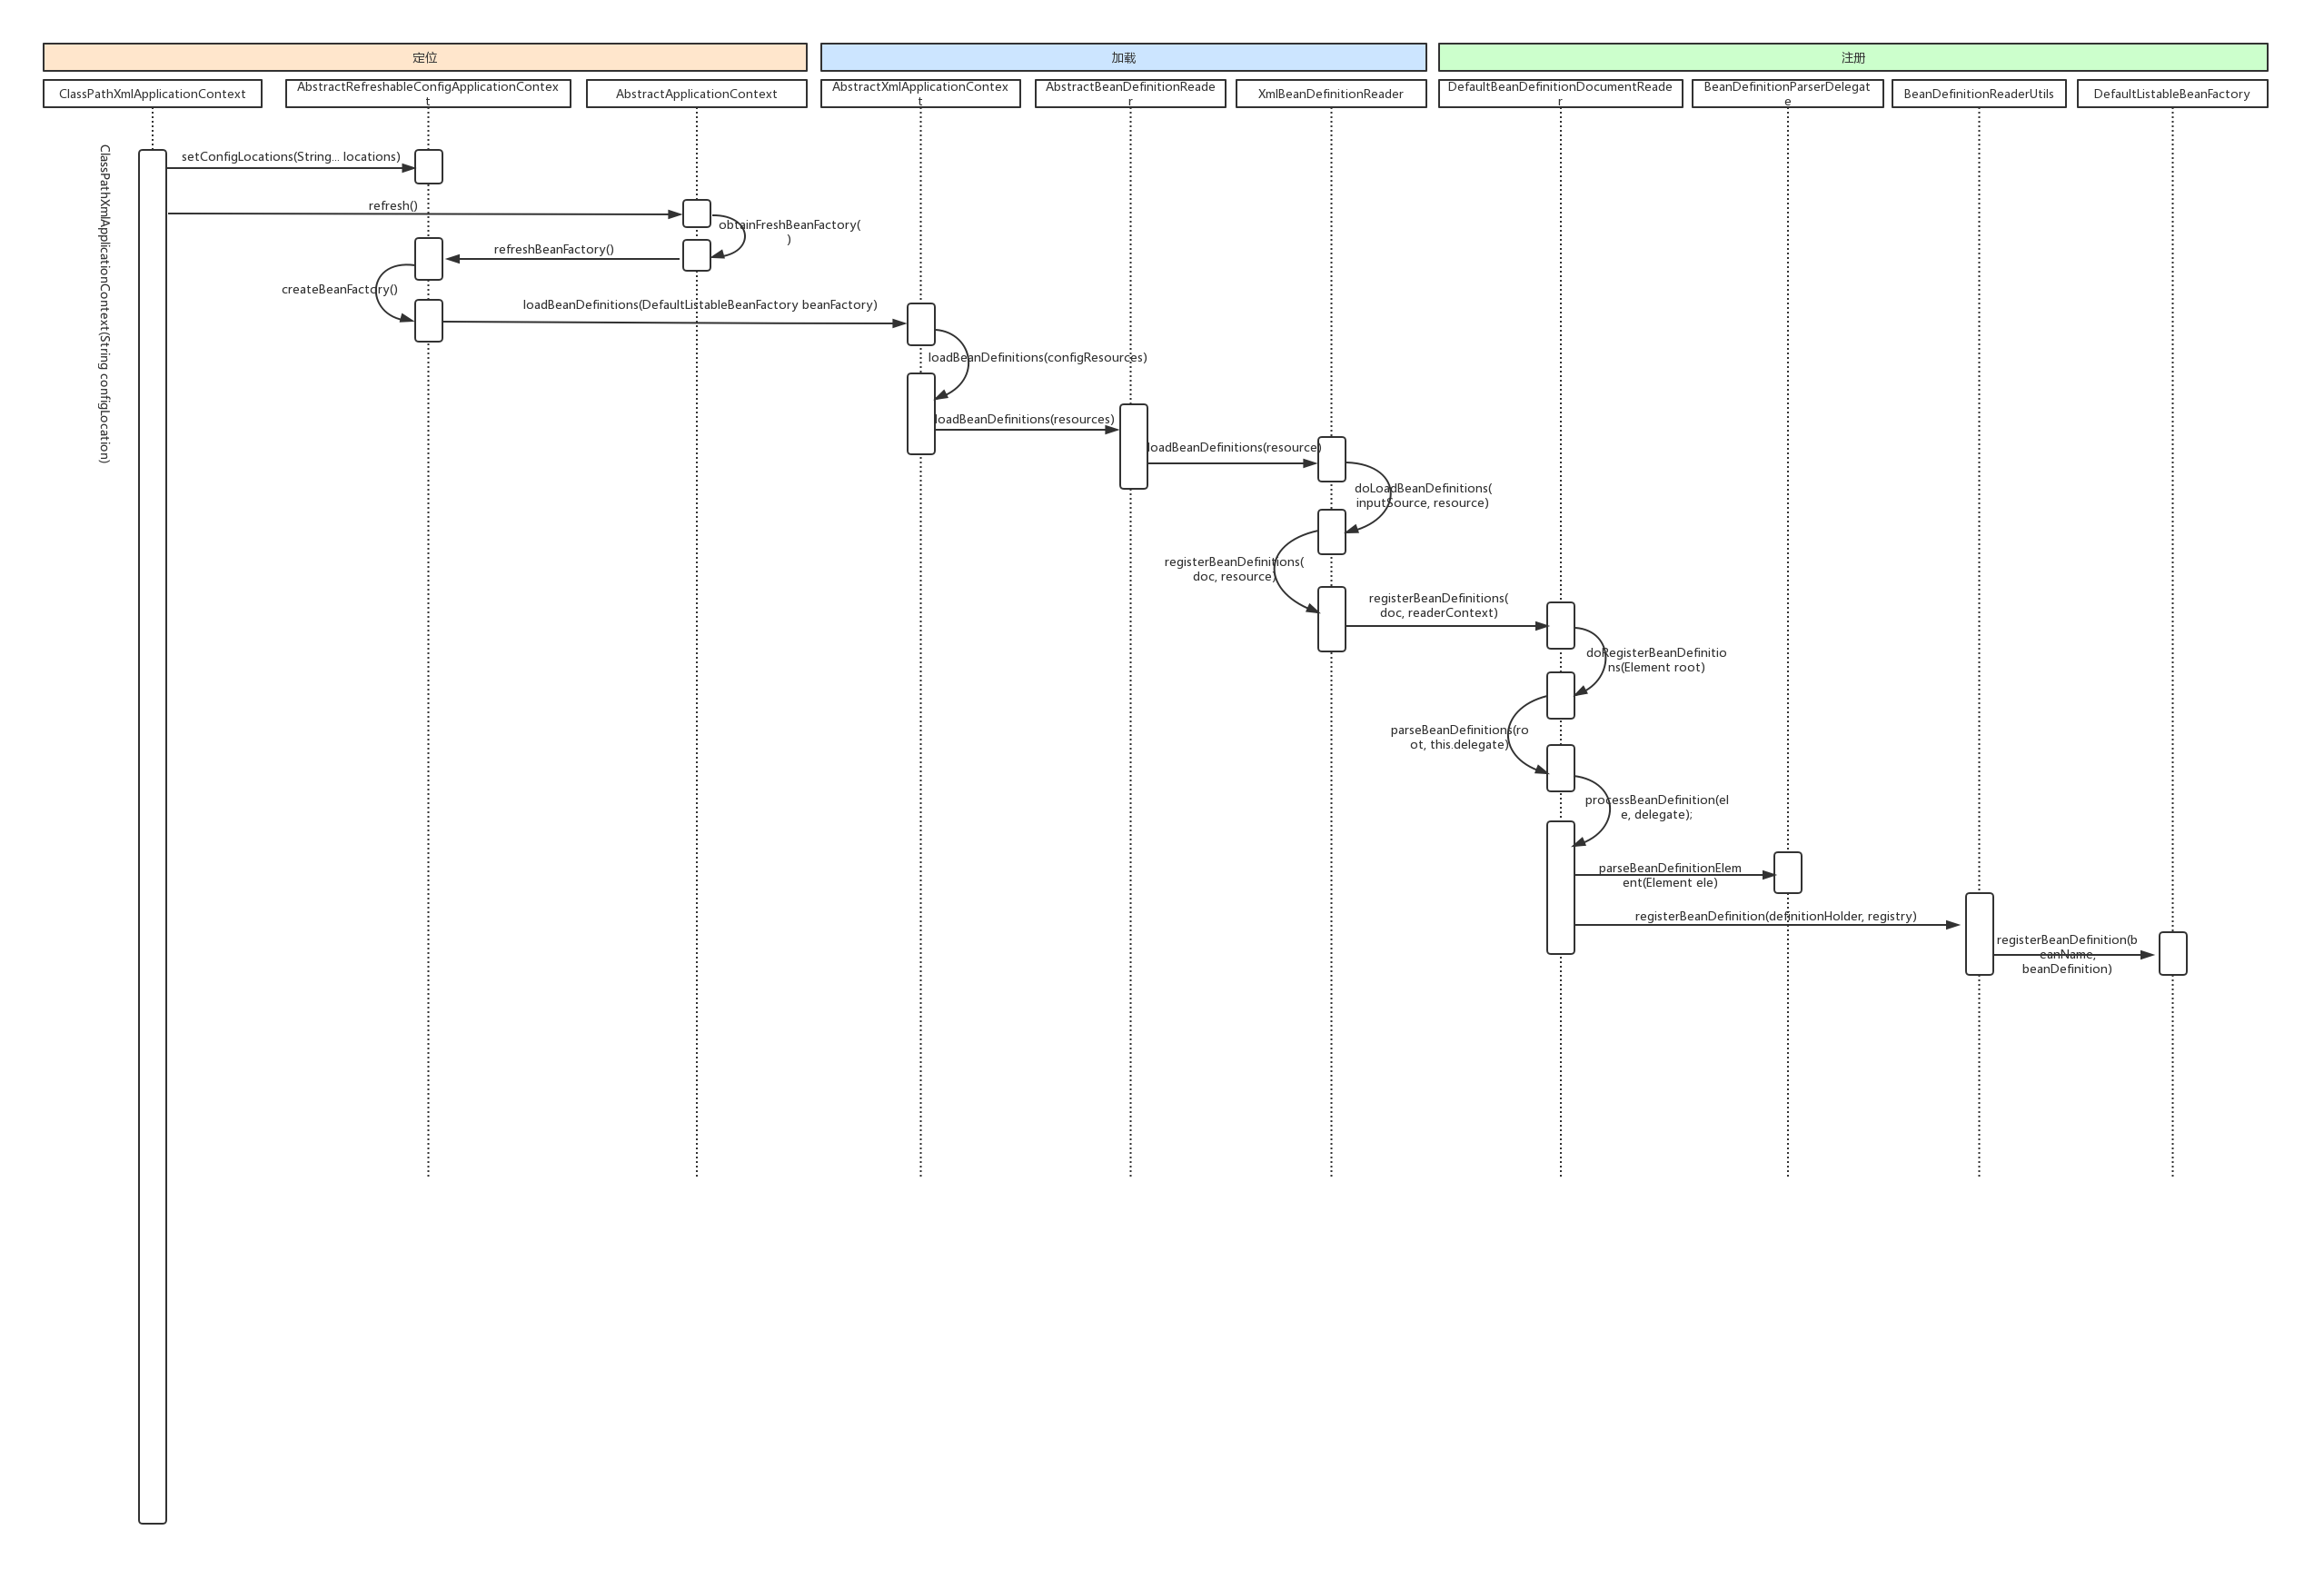 定位
加载
注册
ClassPathXmlApplicationContext
AbstractRefreshableConfigApplicationContex
t
AbstractApplicationContext
AbstractXmlApplicationContex
t
AbstractBeanDefinitionReade
r
XmlBeanDefinitionReader
DefaultBeanDefinitionDocumentReade
r
BeanDefinitionParserDelegat
e
BeanDefinitionReaderUtils
DefaultListableBeanFactory
ClassPathXmlApplicationContext(String configLocation)
setConfigLocations(String... locations)
refresh()
obtainFreshBeanFactory(
)
refreshBeanFactory()
createBeanFactory()
loadBeanDefinitions(DefaultListableBeanFactory beanFactory)
loadBeanDefinitions(configResources)
loadBeanDefinitions(resources)
loadBeanDefinitions(resource)
doLoadBeanDefinitions(
inputSource, resource)
registerBeanDefinitions(
doc, resource)
registerBeanDefinitions(
doc, readerContext)
doRegisterBeanDefinitio
ns(Element root)
parseBeanDefinitions(ro
ot, this.delegate)
processBeanDefinition(el
e, delegate);
parseBeanDefinitionElem
ent(Element ele)
registerBeanDefinition(definitionHolder, registry)
registerBeanDefinition(b
eanName,
beanDefinition)